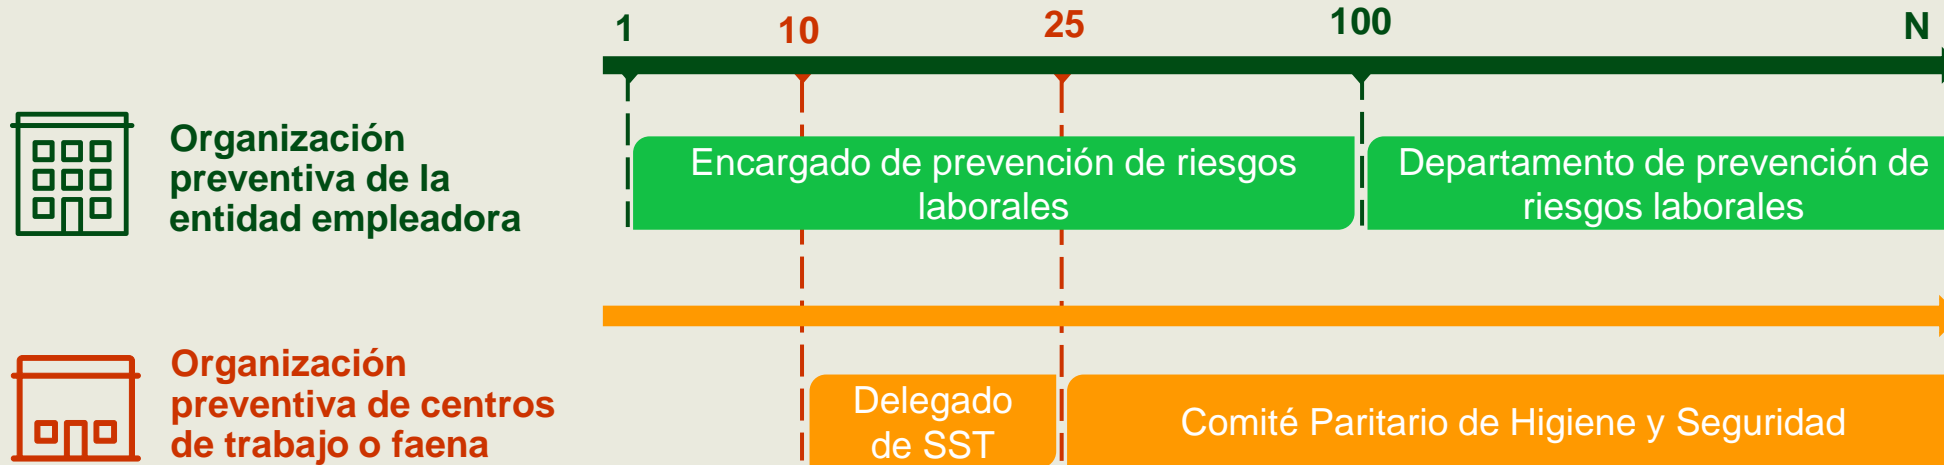 1
10
25
100
N
Organización
preventiva de la
entidad empleadora
Encargado de prevención de riesgos
laborales
Departamento de prevención de
riesgos laborales
Organización
preventiva de centros
de trabajo o faena
Delegado
de SST
Comité Paritario de Higiene y Seguridad